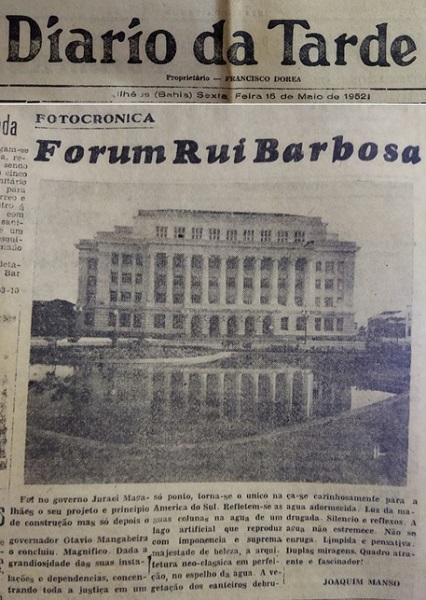 Diario da Tarde
Proprietário — FRANCISCO DOREA
Ilhéus (Bahia) Sexta Feira 16 de Maio de 1952
FOTOCRONICA
Forum Rui Barbosa
Foi no governo Juraci Maga-
lhães o seu projeto e principio
de construção mas só depois o
governador Otavio Mangabeira
o concluiu. Magnifico. Dada a
grandiosidade das suas insta-
lações e dependencias, concen-
trando toda a justiça em um
só ponto, torna-se o unico na
America do Sul. Refletem-se as
suas colunas na agua de um
lago artificial que reproduz
com imponencia e suprema
majestade de beleza, a arqui-
tetura neo-classica em perfei-
ção, no espelho da agua. A ve-
getação dos canteiros debru-
ça-se carinhosamente para a
agua adormecida. Luz da ma-
drugada. Silencio e reflexos. A
agua não estremece. Não se
enruga. Limpida e pensativa.
Duplas miragens. Quadro atra-
ente e fascinador!
JOAQUIM MANSO